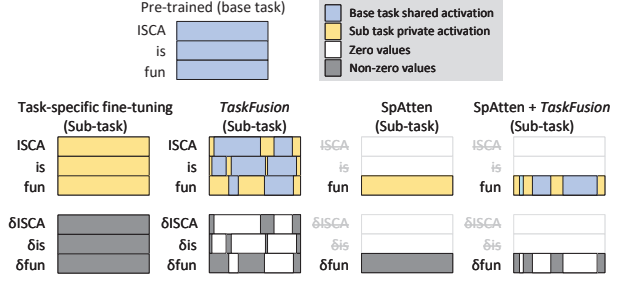 Pre-trained (base task)
ISCA
is
fun
Base task shared activation
Sub task private activation
Zero values
Non-zero values
Task-specific fine-tuning
(Sub-task)
ISCA
is
fun
δISCA
δis
δfun
TaskFusion
(Sub-task)
ISCA
is
fun
δISCA
δis
δfun
SpAtten
(Sub-task)
ISCA
is
fun
δISCA
δis
δfun
SpAtten + TaskFusion
(Sub-task)
ISCA
is
fun
δISCA
δis
δfun